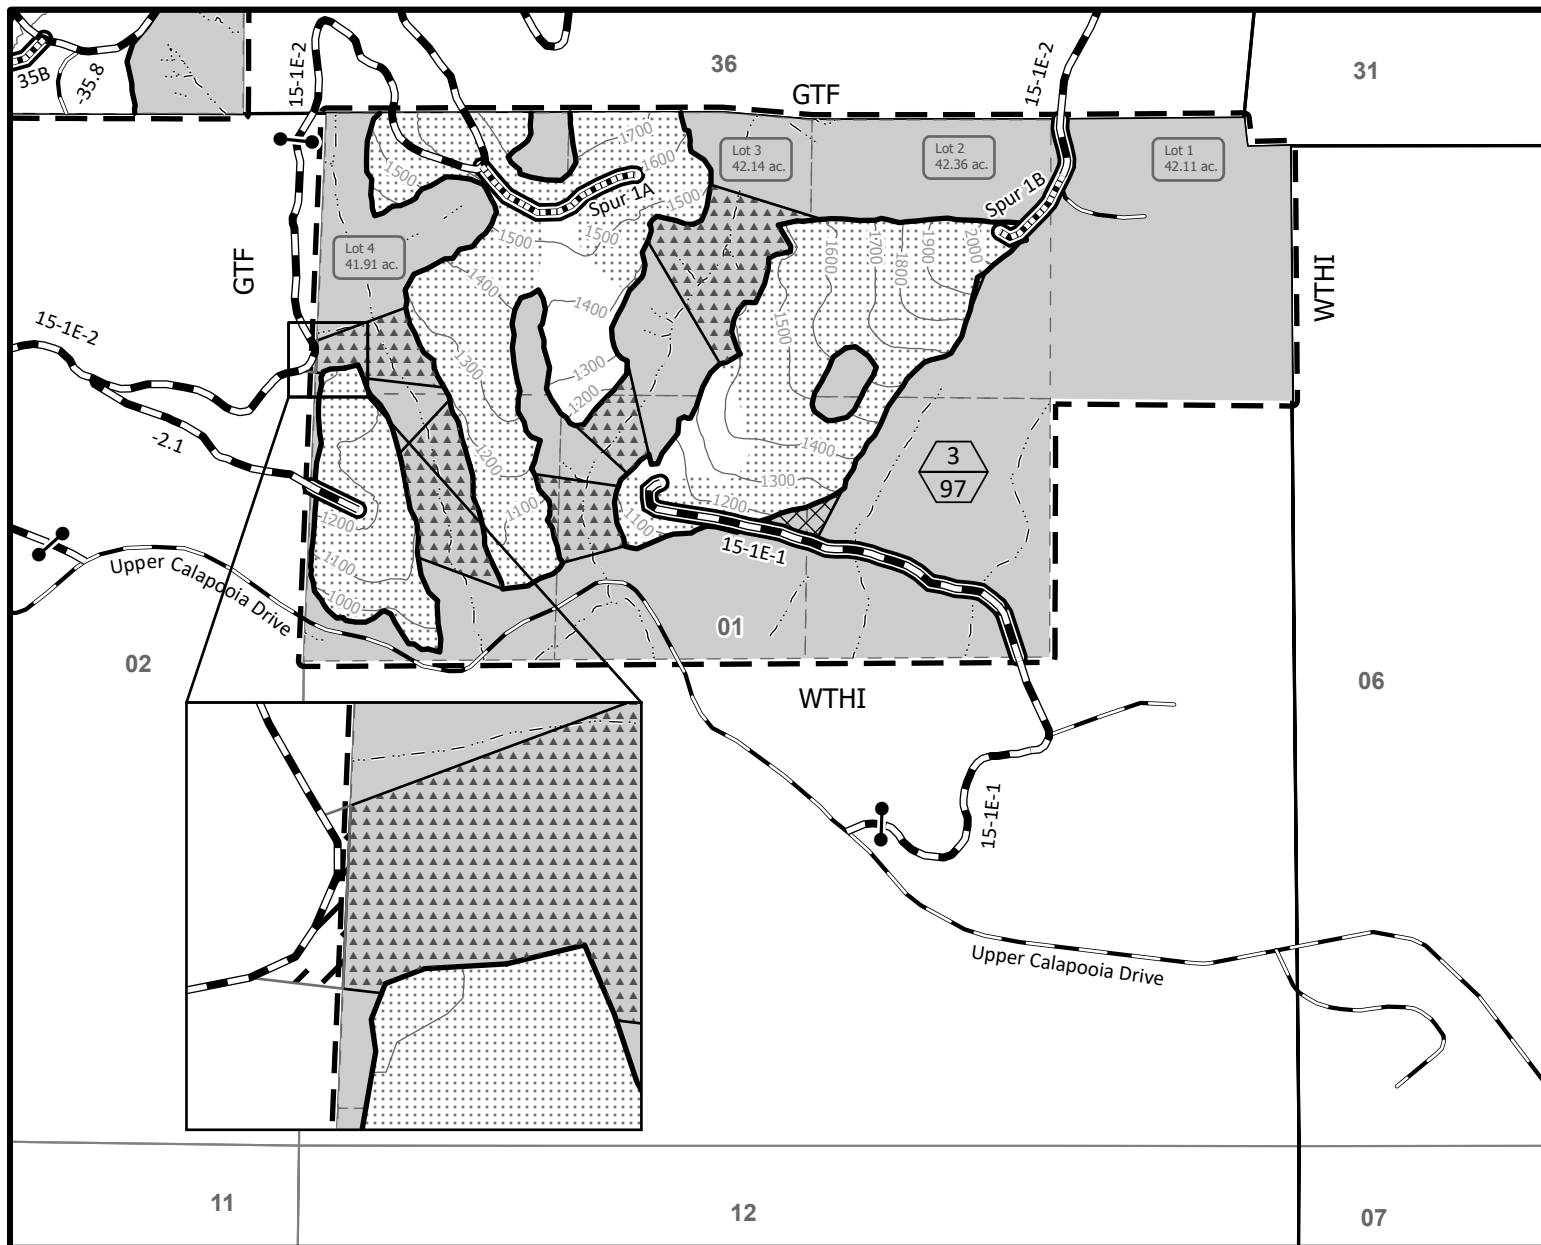 35B
-35.8
15-1E-2
36
GTF
15-1E-2
31
1700
1600
1500
1500
1500
1500
Spur 1A
Lot 3
42.14 ac.
Lot 2
42.36 ac.
Lot 1
42.11 ac.
Spur 1B
Lot 4
41.91 ac.
GTF
WTHI
1600
1700
1800
1900
2000
1400
1400
1500
15-1E-2
1300
1300
1200
-2.1
1200
1400
1300
1200
3
97
1100
1100
1200
15-1E-1
1100
1000
Upper Calapooia Drive
01
02
WTHI
06
15-1E-1
Upper Calapooia Drive
11
12
07